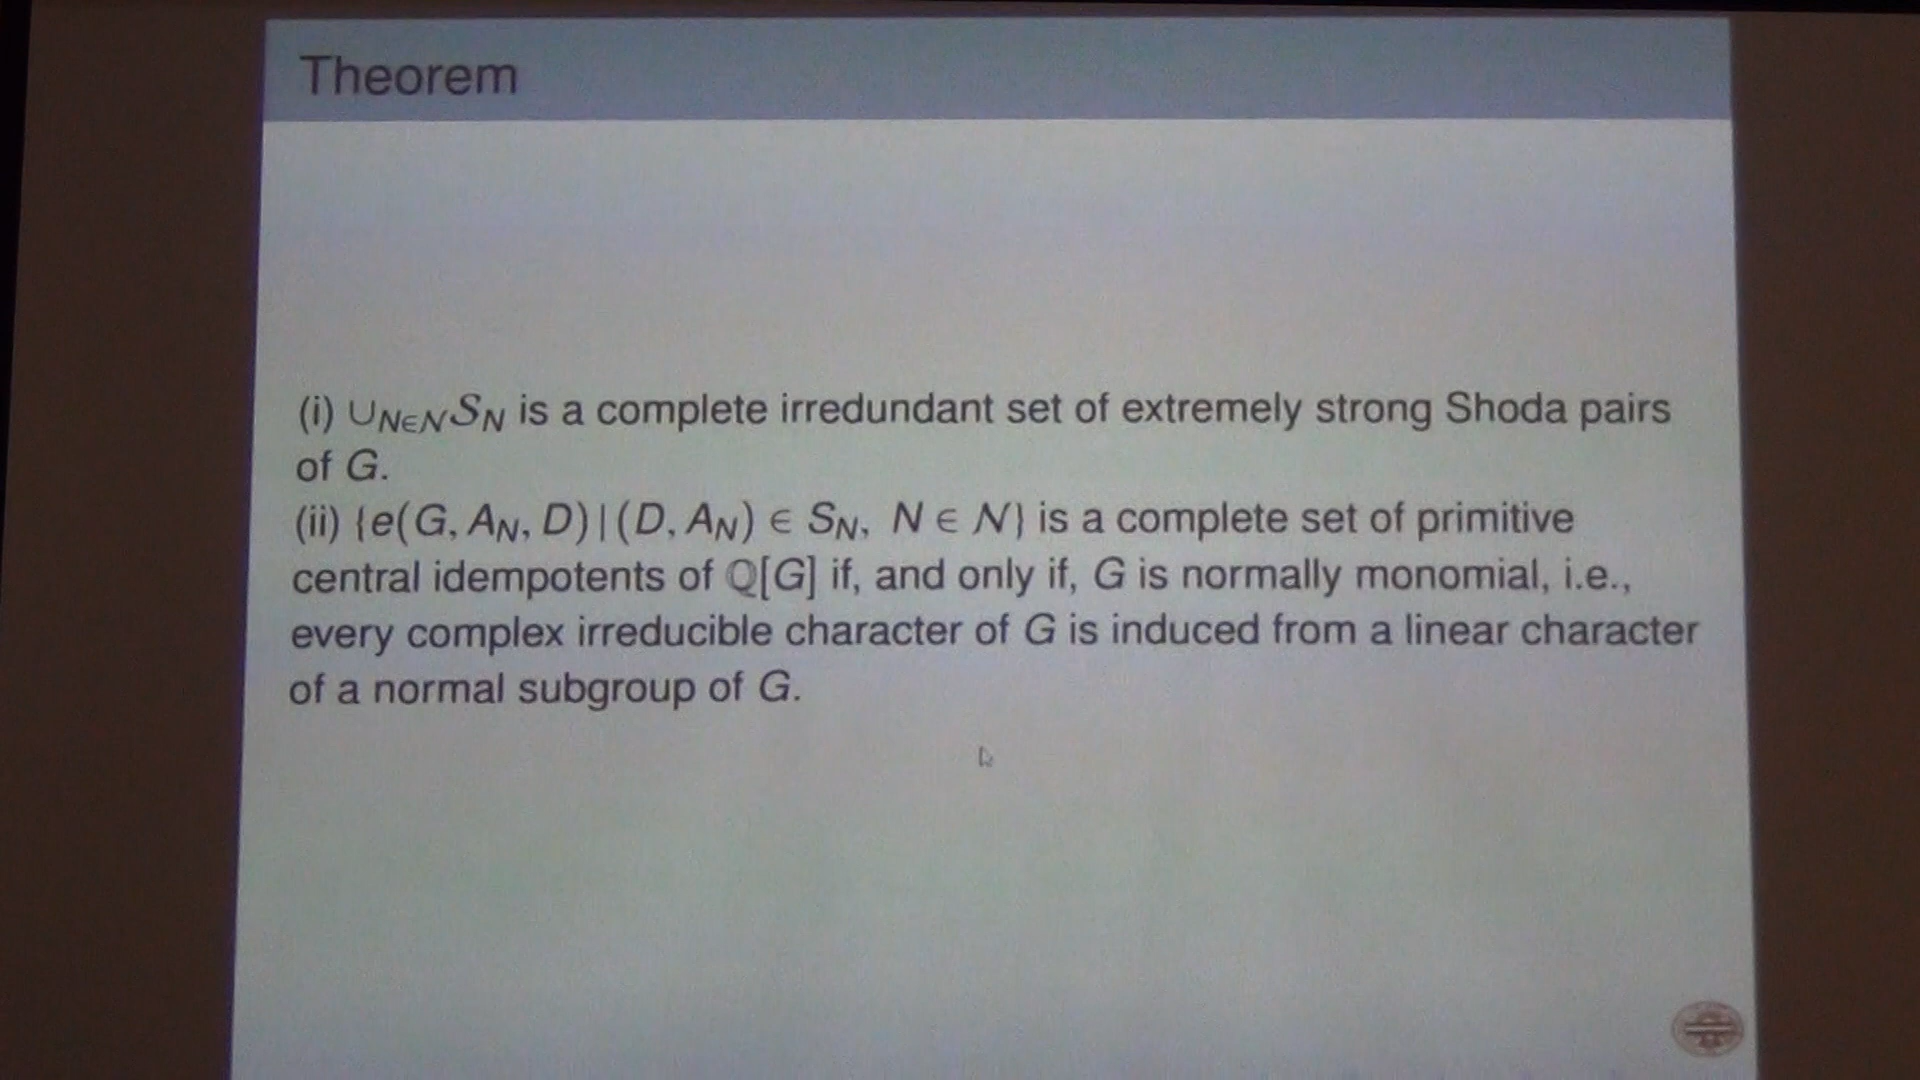 Theorem
(i) ∪_{N∈𝒩} 𝒮_N is a complete irredundant set of extremely strong Shoda pairs
of G.
(ii) {e(G, A_N, D) | (D, A_N) ∈ 𝒮_N, N ∈ 𝒩} is a complete set of primitive
central idempotents of ℚ[G] if, and only if, G is normally monomial, i.e.,
every complex irreducible character of G is induced from a linear character
of a normal subgroup of G.